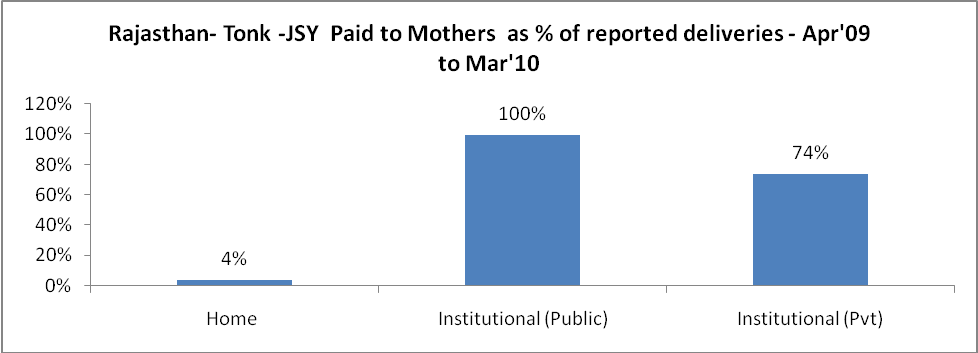 Rajasthan- Tonk -JSY  Paid to Mothers  as % of reported deliveries - Apr'09
to Mar'10
120%
100%
80%
60%
40%
20%
0%
4%
100%
74%
Home
Institutional (Public)
Institutional (Pvt)